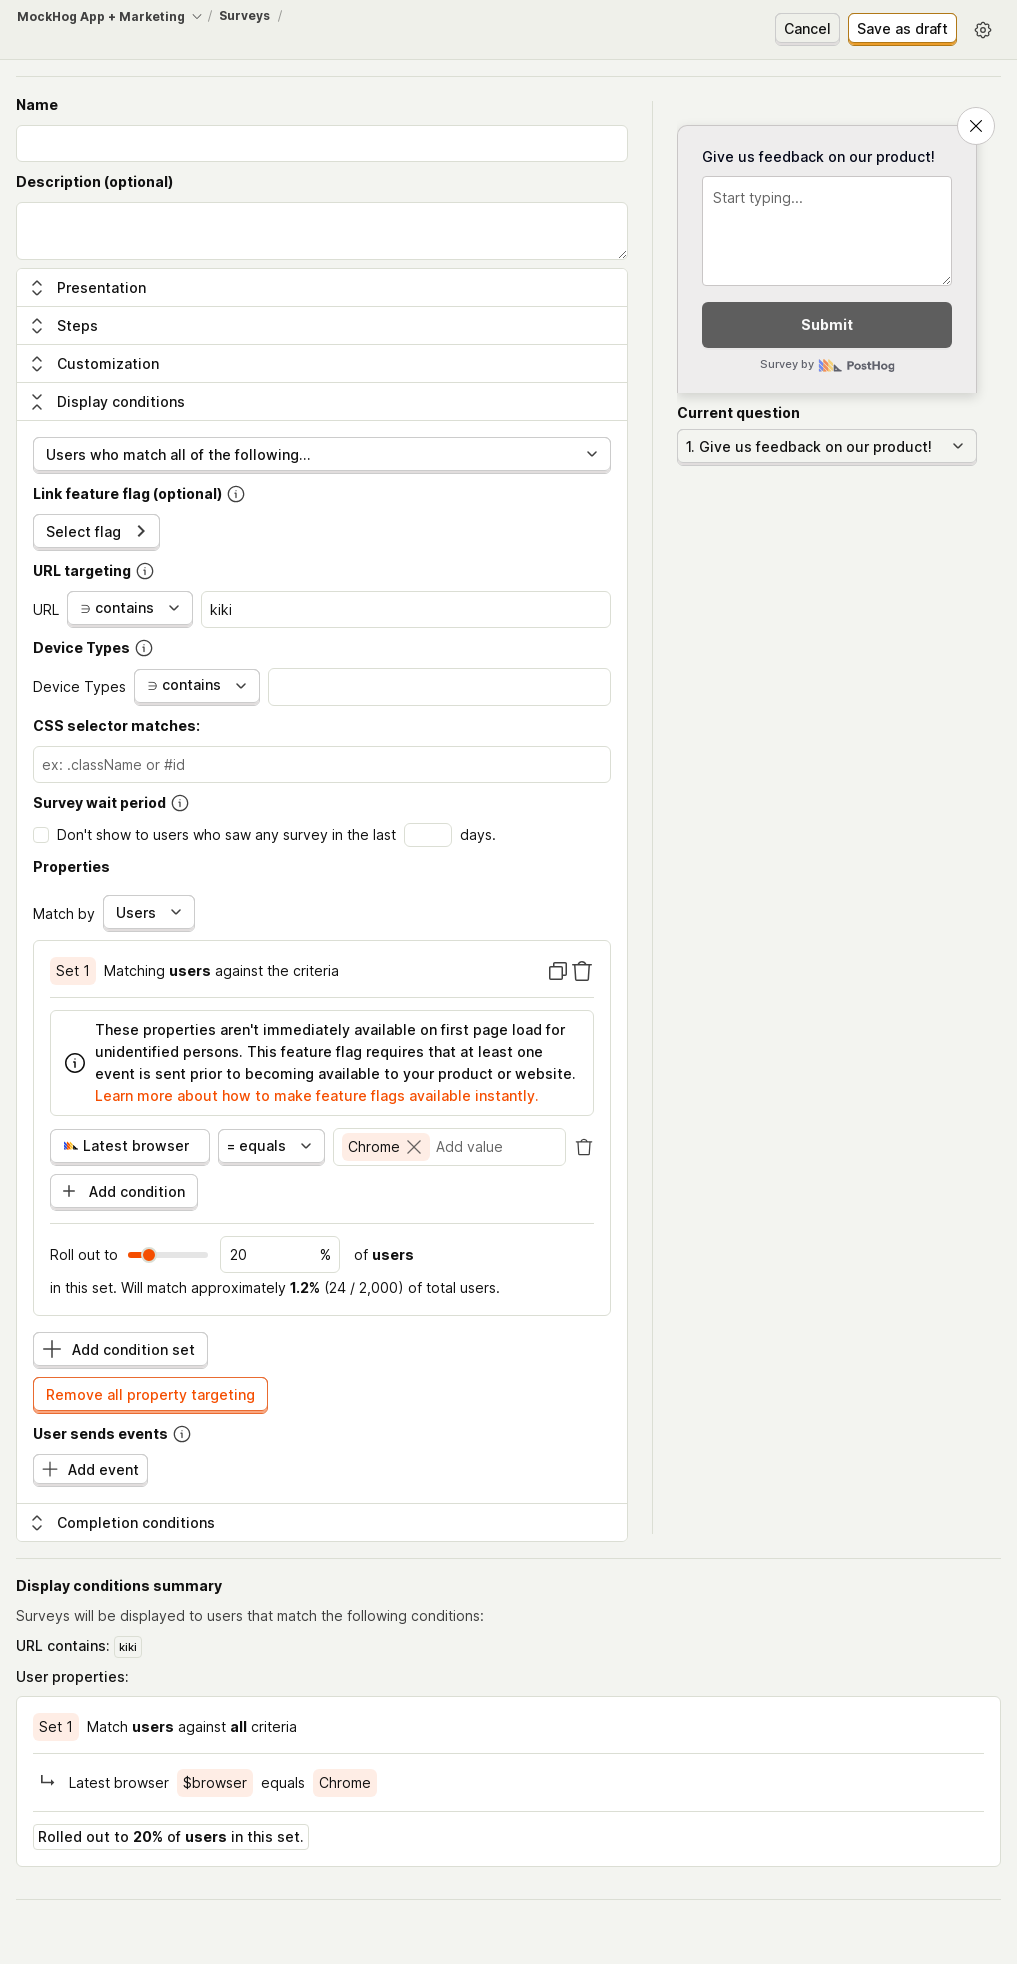 MockHog App + Marketing / Surveys /
Cancel
Save as draft
Name
Description (optional)
Presentation
Steps
Customization
Display conditions
Users who match all of the following...
Link feature flag (optional)
Select flag
URL targeting
URL ∋ contains kiki
Device Types
Device Types ∋ contains
CSS selector matches:
ex: .className or #id
Survey wait period
Don't show to users who saw any survey in the last days.
Properties
Match by Users
Set 1 Matching users against the criteria
These properties aren't immediately available on first page load for
unidentified persons. This feature flag requires that at least one
event is sent prior to becoming available to your product or website.
Learn more about how to make feature flags available instantly.
Latest browser = equals Chrome Add value
Add condition
Roll out to 20 % of users
in this set. Will match approximately 1.2% (24 / 2,000) of total users.
Add condition set
Remove all property targeting
User sends events
Add event
Completion conditions
Give us feedback on our product!
Start typing...
Submit
Survey by PostHog
Current question
1. Give us feedback on our product!
Display conditions summary
Surveys will be displayed to users that match the following conditions:
URL contains: kiki
User properties:
Set 1 Match users against all criteria
Latest browser $browser equals Chrome
Rolled out to 20% of users in this set.